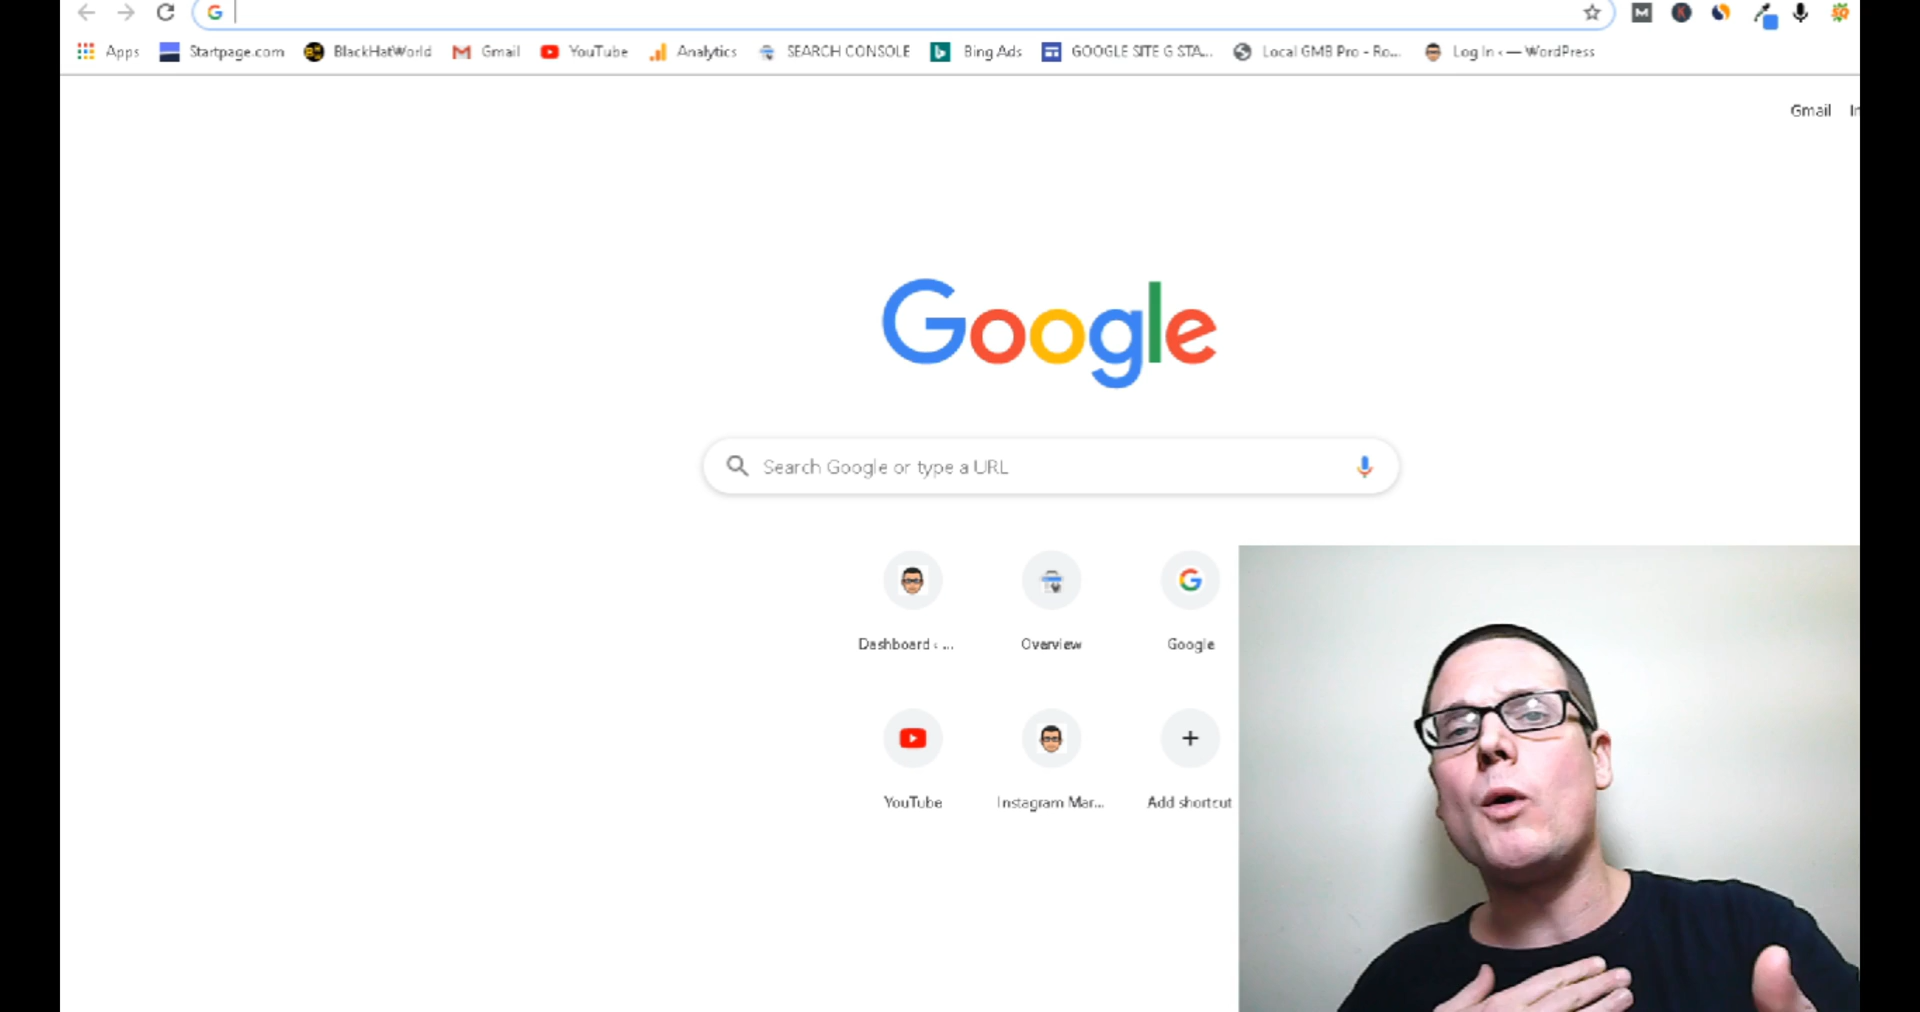 Apps Startpage.com BlackHatWorld Gmail YouTube Analytics SEARCH CONSOLE Bing Ads GOOGLE SITE G STA... Local GMB Pro - Ro... Log In ‹ — WordPress
Gmail
Google
Search Google or type a URL
Dashboard ‹ ... Overview Google
YouTube Instagram Mar... Add shortcut